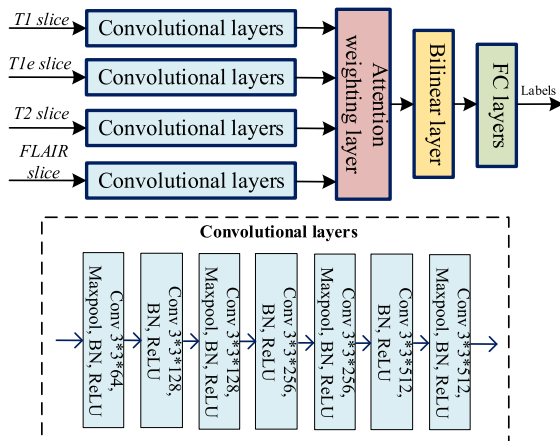 T1 slice
Convolutional layers
T1e slice
Convolutional layers
T2 slice
Convolutional layers
FLAIR
slice
Convolutional layers
Attention
weighting layer
Bilinear layer
FC layers
Labels
Convolutional layers
Conv 3*3*64,
Maxpool, BN, ReLU
Conv 3*3*128,
BN, ReLU
Conv 3*3*128,
Maxpool, BN, ReLU
Conv 3*3*256,
BN, ReLU
Conv 3*3*256,
Maxpool, BN, ReLU
Conv 3*3*512,
BN, ReLU
Conv 3*3*512,
Maxpool, BN, ReLU